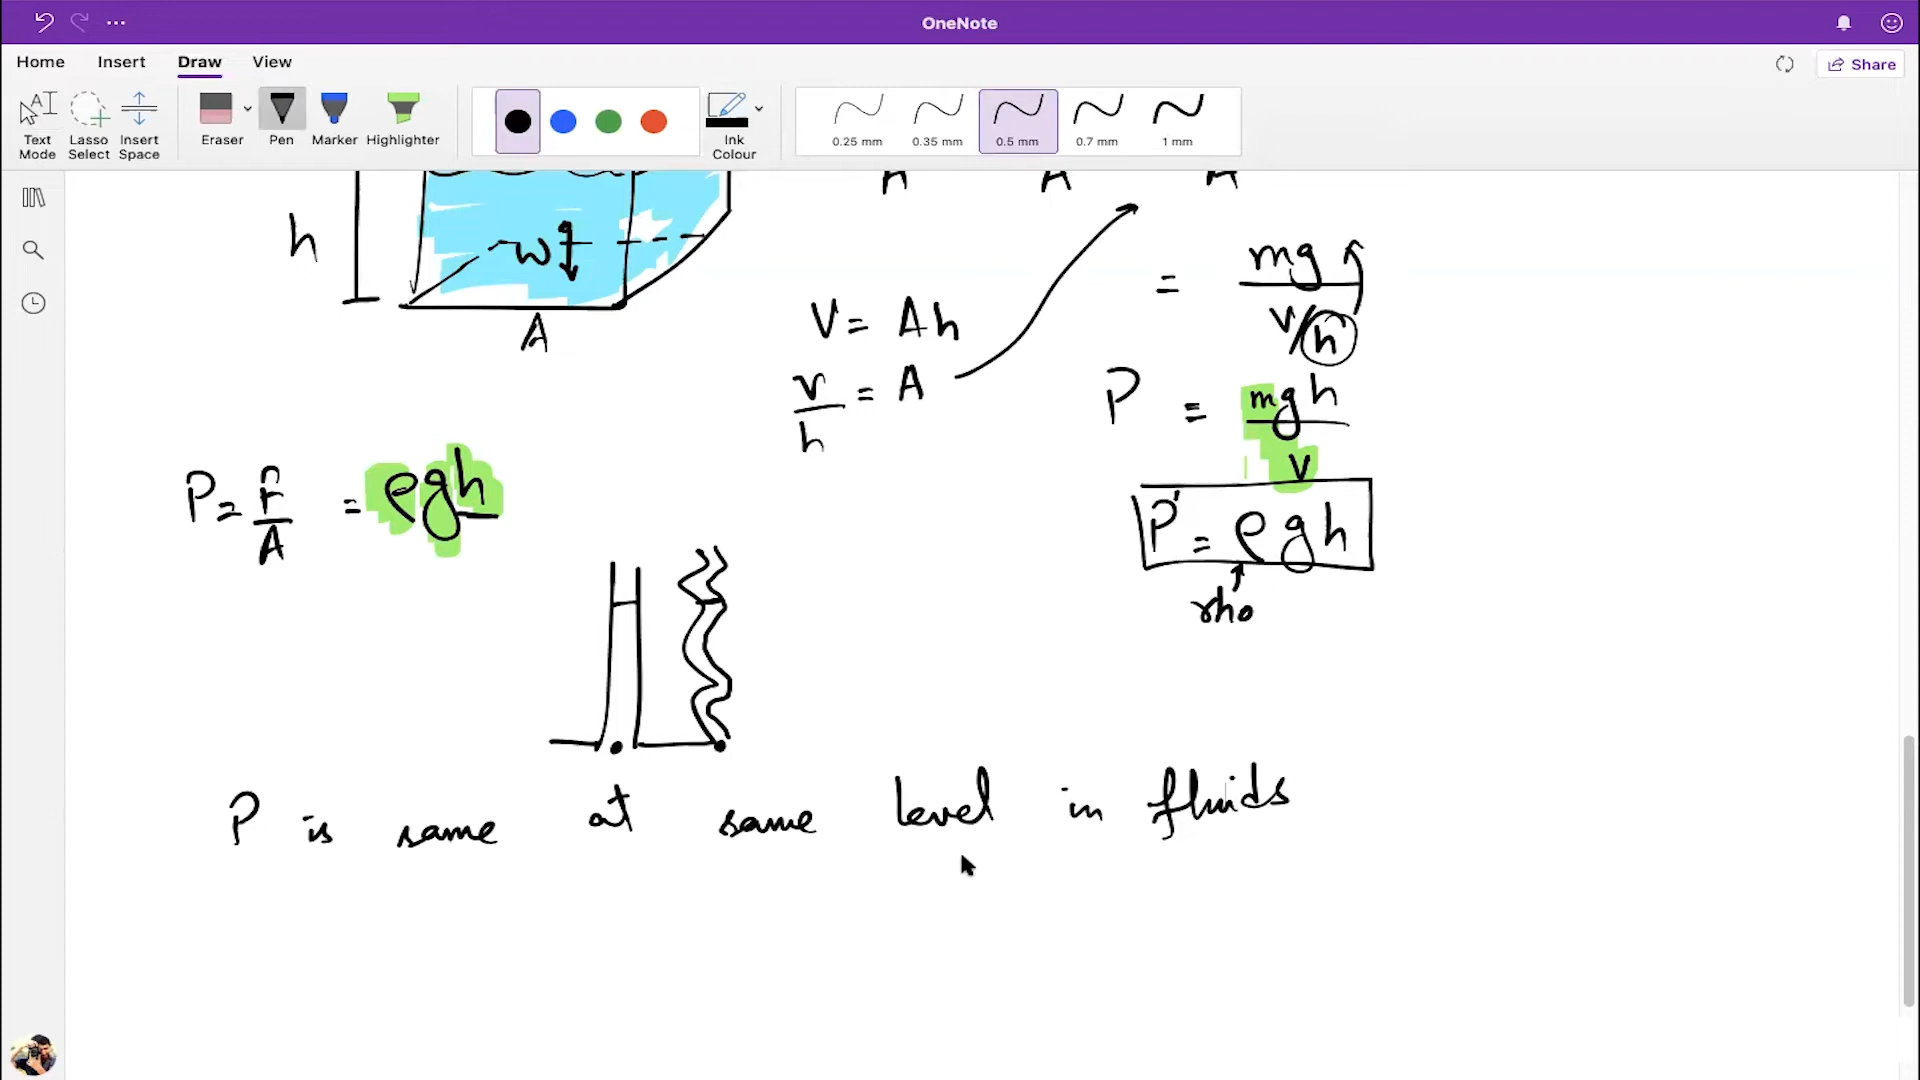 OneNote
Home Insert Draw View
Share
Text Mode
Lasso Select
Insert Space
Eraser
Pen
Marker
Highlighter
Ink Colour
0.25 mm
0.35 mm
0.5 mm
0.7 mm
1 mm
A A A
h
w
A
V = Ah
v/h = A
= mg / v/h
P = mgh / v
P = F/A = ρgh
P = ρgh
rho
P is same at same level in fluids